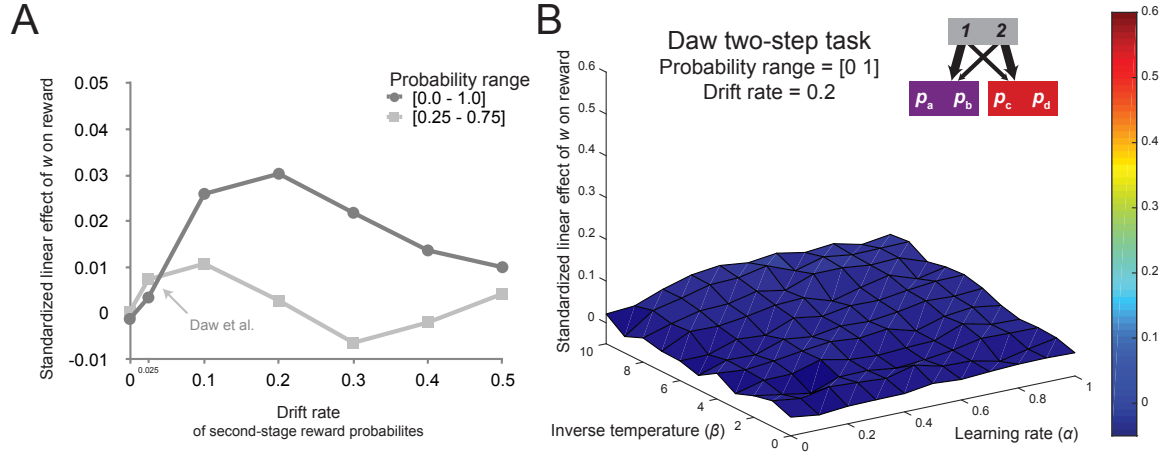 A
Standardized linear effect of w on reward
0.05
0.04
0.03
0.02
0.01
0
-0.01
Probability range
[0.0 - 1.0]
[0.25 - 0.75]
Daw et al.
0
0.025
0.1
0.2
0.3
0.4
0.5
Drift rate
of second-stage reward probabilites
B
Daw two-step task
Probability range = [0 1]
Drift rate = 0.2
1 2
pa pb pc pd
Standardized linear effect of w on reward
0.6
0.5
0.4
0.3
0.2
0.1
0
10
8
6
4
2
0
Inverse temperature (β)
0
0.2
0.4
0.6
0.8
1
Learning rate (α)
0.6
0.5
0.4
0.3
0.2
0.1
0